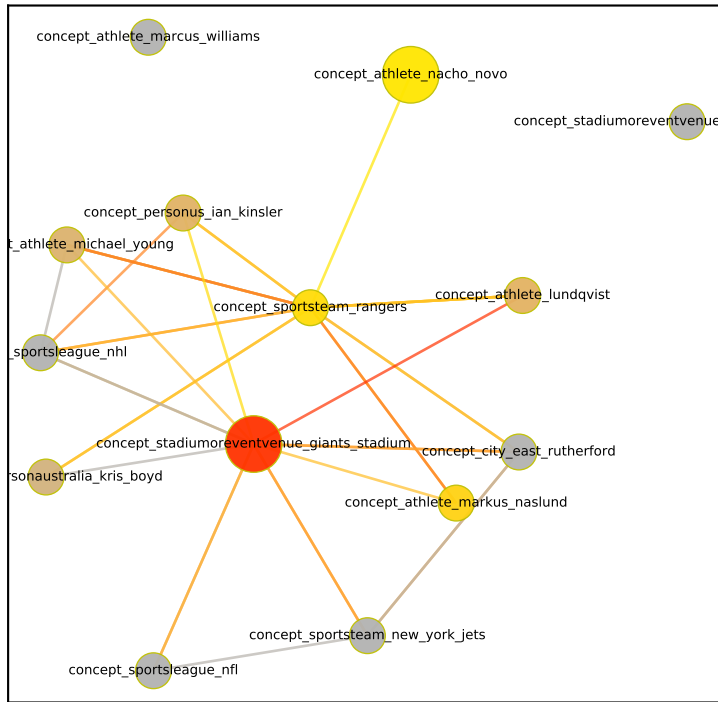 concept_athlete_marcus_williams
concept_athlete_nacho_novo
concept_stadiumoreventvenue
concept_personus_ian_kinsler
t_athlete_michael_young
concept_athlete_lundqvist
concept_sportsteam_rangers
_sportsleague_nhl
concept_stadiumoreventvenue_giants_stadium
concept_city_east_rutherford
rsonaustralia_kris_boyd
concept_athlete_markus_naslund
concept_sportsteam_new_york_jets
concept_sportsleague_nfl